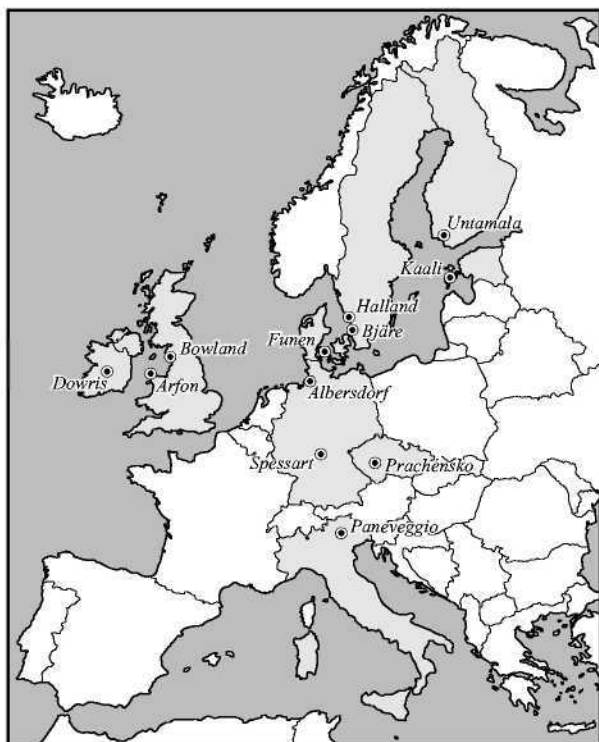 Untamala
Kaali
Halland
Bjäre
Funen
Bowland
Dowris
Arfon
Albersdorf
Spessart
Prachensko
Paneveggio